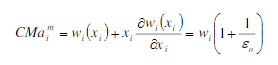 CMa_i^m = w_i(x_i) + x_i ∂w_i(x_i)/∂x_i = w_i(1 + 1/ε_o)